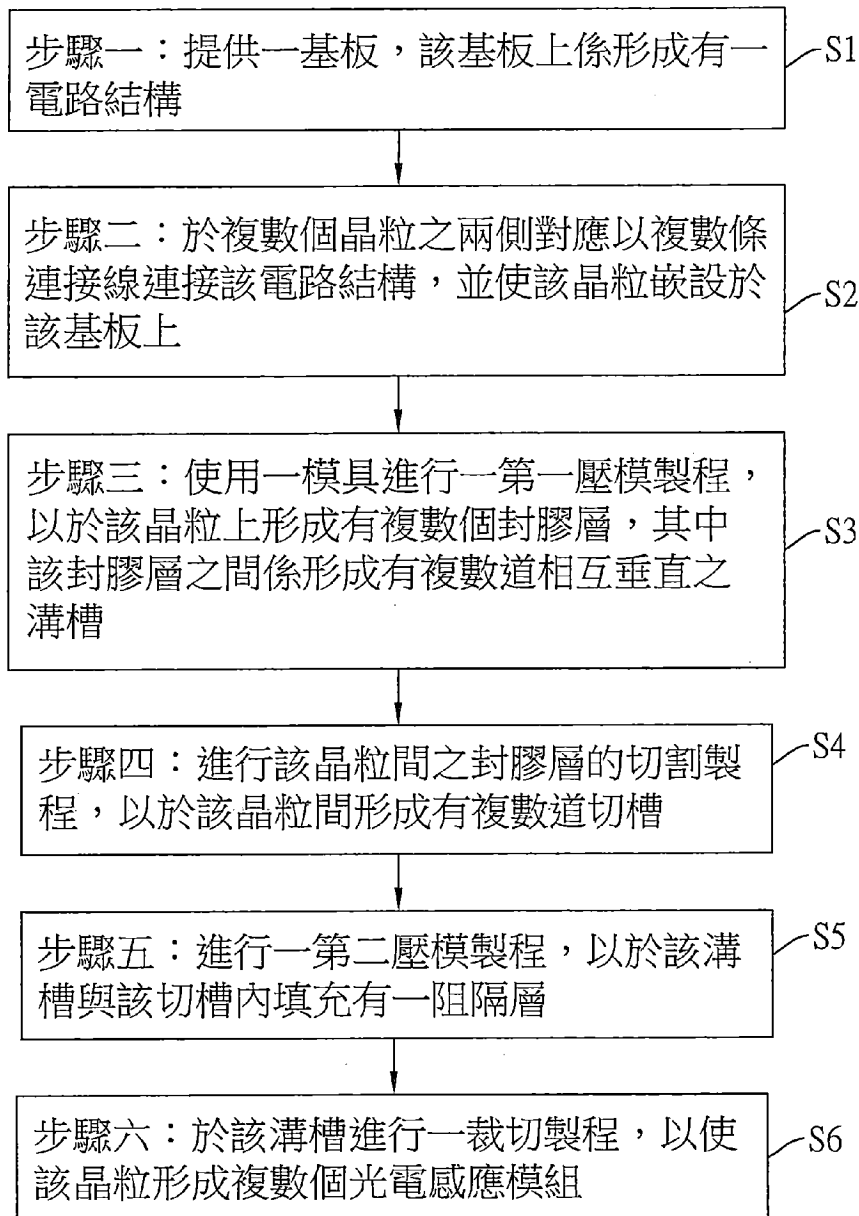 步驟一：提供一基板，該基板上係形成有一
電路結構
S1
步驟二：於複數個晶粒之兩側對應以複數條
連接線連接該電路結構，並使該晶粒嵌設於
該基板上
S2
步驟三：使用一模具進行一第一壓模製程，
以於該晶粒上形成有複數個封膠層，其中
該封膠層之間係形成有複數道相互垂直之
溝槽
S3
步驟四：進行該晶粒間之封膠層的切割製
程，以於該晶粒間形成有複數道切槽
S4
步驟五：進行一第二壓模製程，以於該溝
槽與該切槽內填充有一阻隔層
S5
步驟六：於該溝槽進行一裁切製程，以使
該晶粒形成複數個光電感應模組
S6